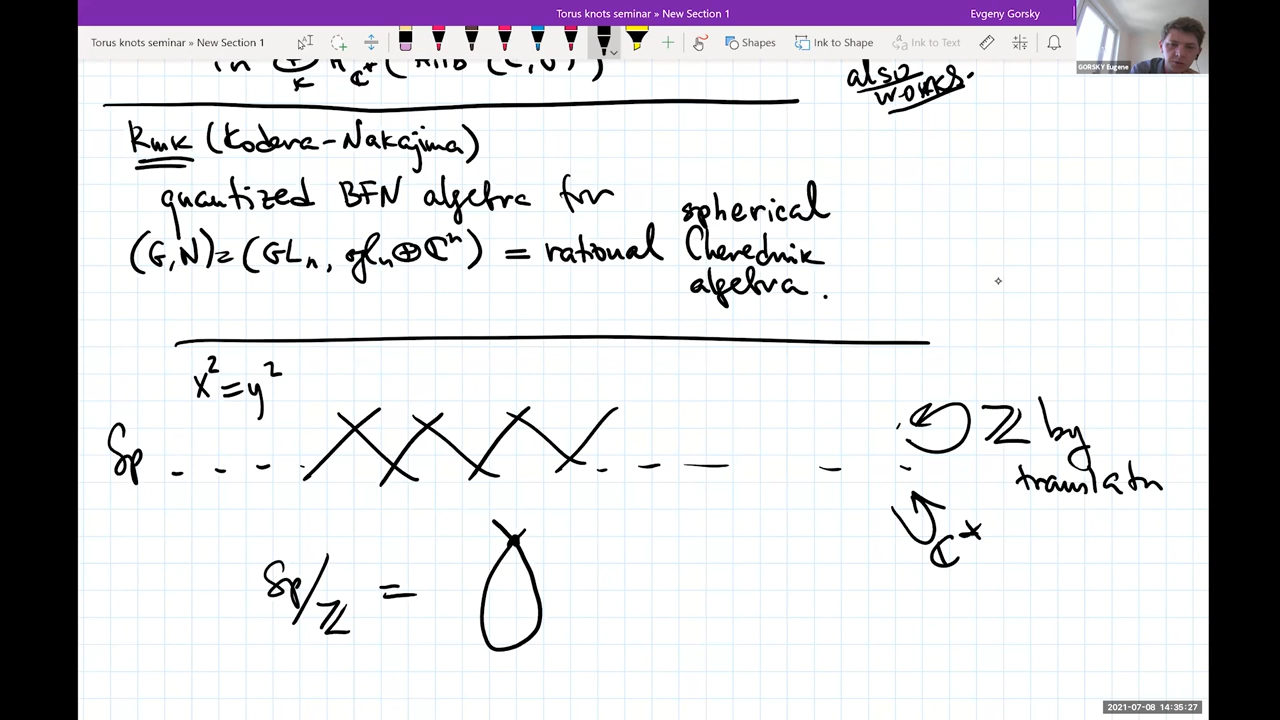 Torus knots seminar » New Section 1
Evgeny Gorsky
Torus knots seminar » New Section 1
Shapes
Ink to Shape
Ink to Text
GORSKY Eugene
also works.
Rmk (Kodera-Nakajima)
quantized BFN algebra for
(G,N)=(GLn, gln⊕ℂⁿ) = rational spherical Cherednik algebra.
x²=y²
Sp
ℤ by translatn
ℂ*
Sp/ℤ =
2021-07-08 14:35:27